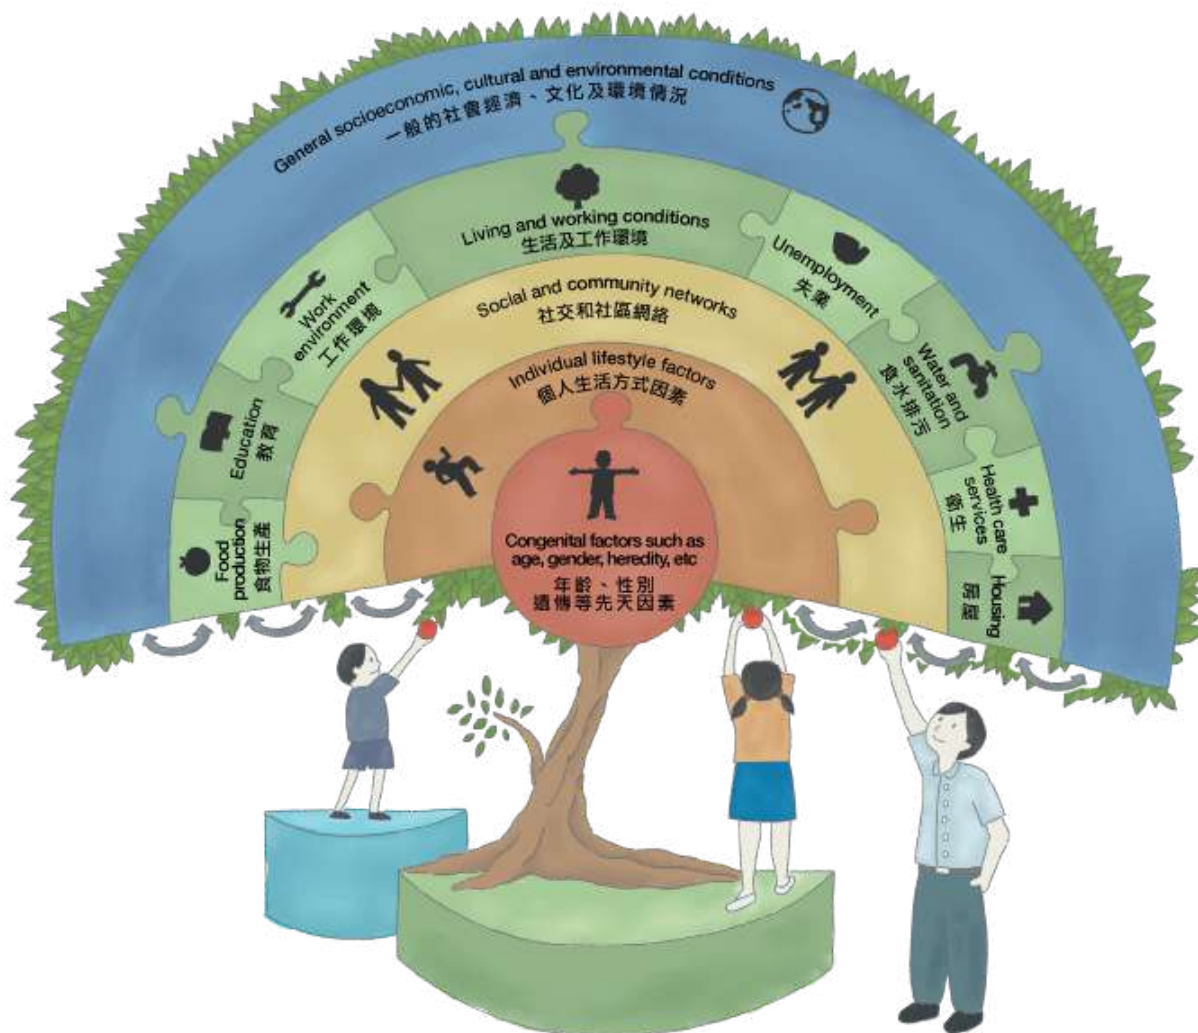 General socioeconomic, cultural and environmental conditions
一般的社會經濟、文化及環境情況
Living and working conditions
生活及工作環境
Work
environment
工作環境
Education
教育
Food
production
食物生產
Unemployment
失業
Water and
sanitation
食水排污
Health care
services
衞生
Housing
房屋
Social and community networks
社交和社區網絡
Individual lifestyle factors
個人生活方式因素
Congenital factors such as
age, gender, heredity, etc
年齡、性別
遺傳等先天因素